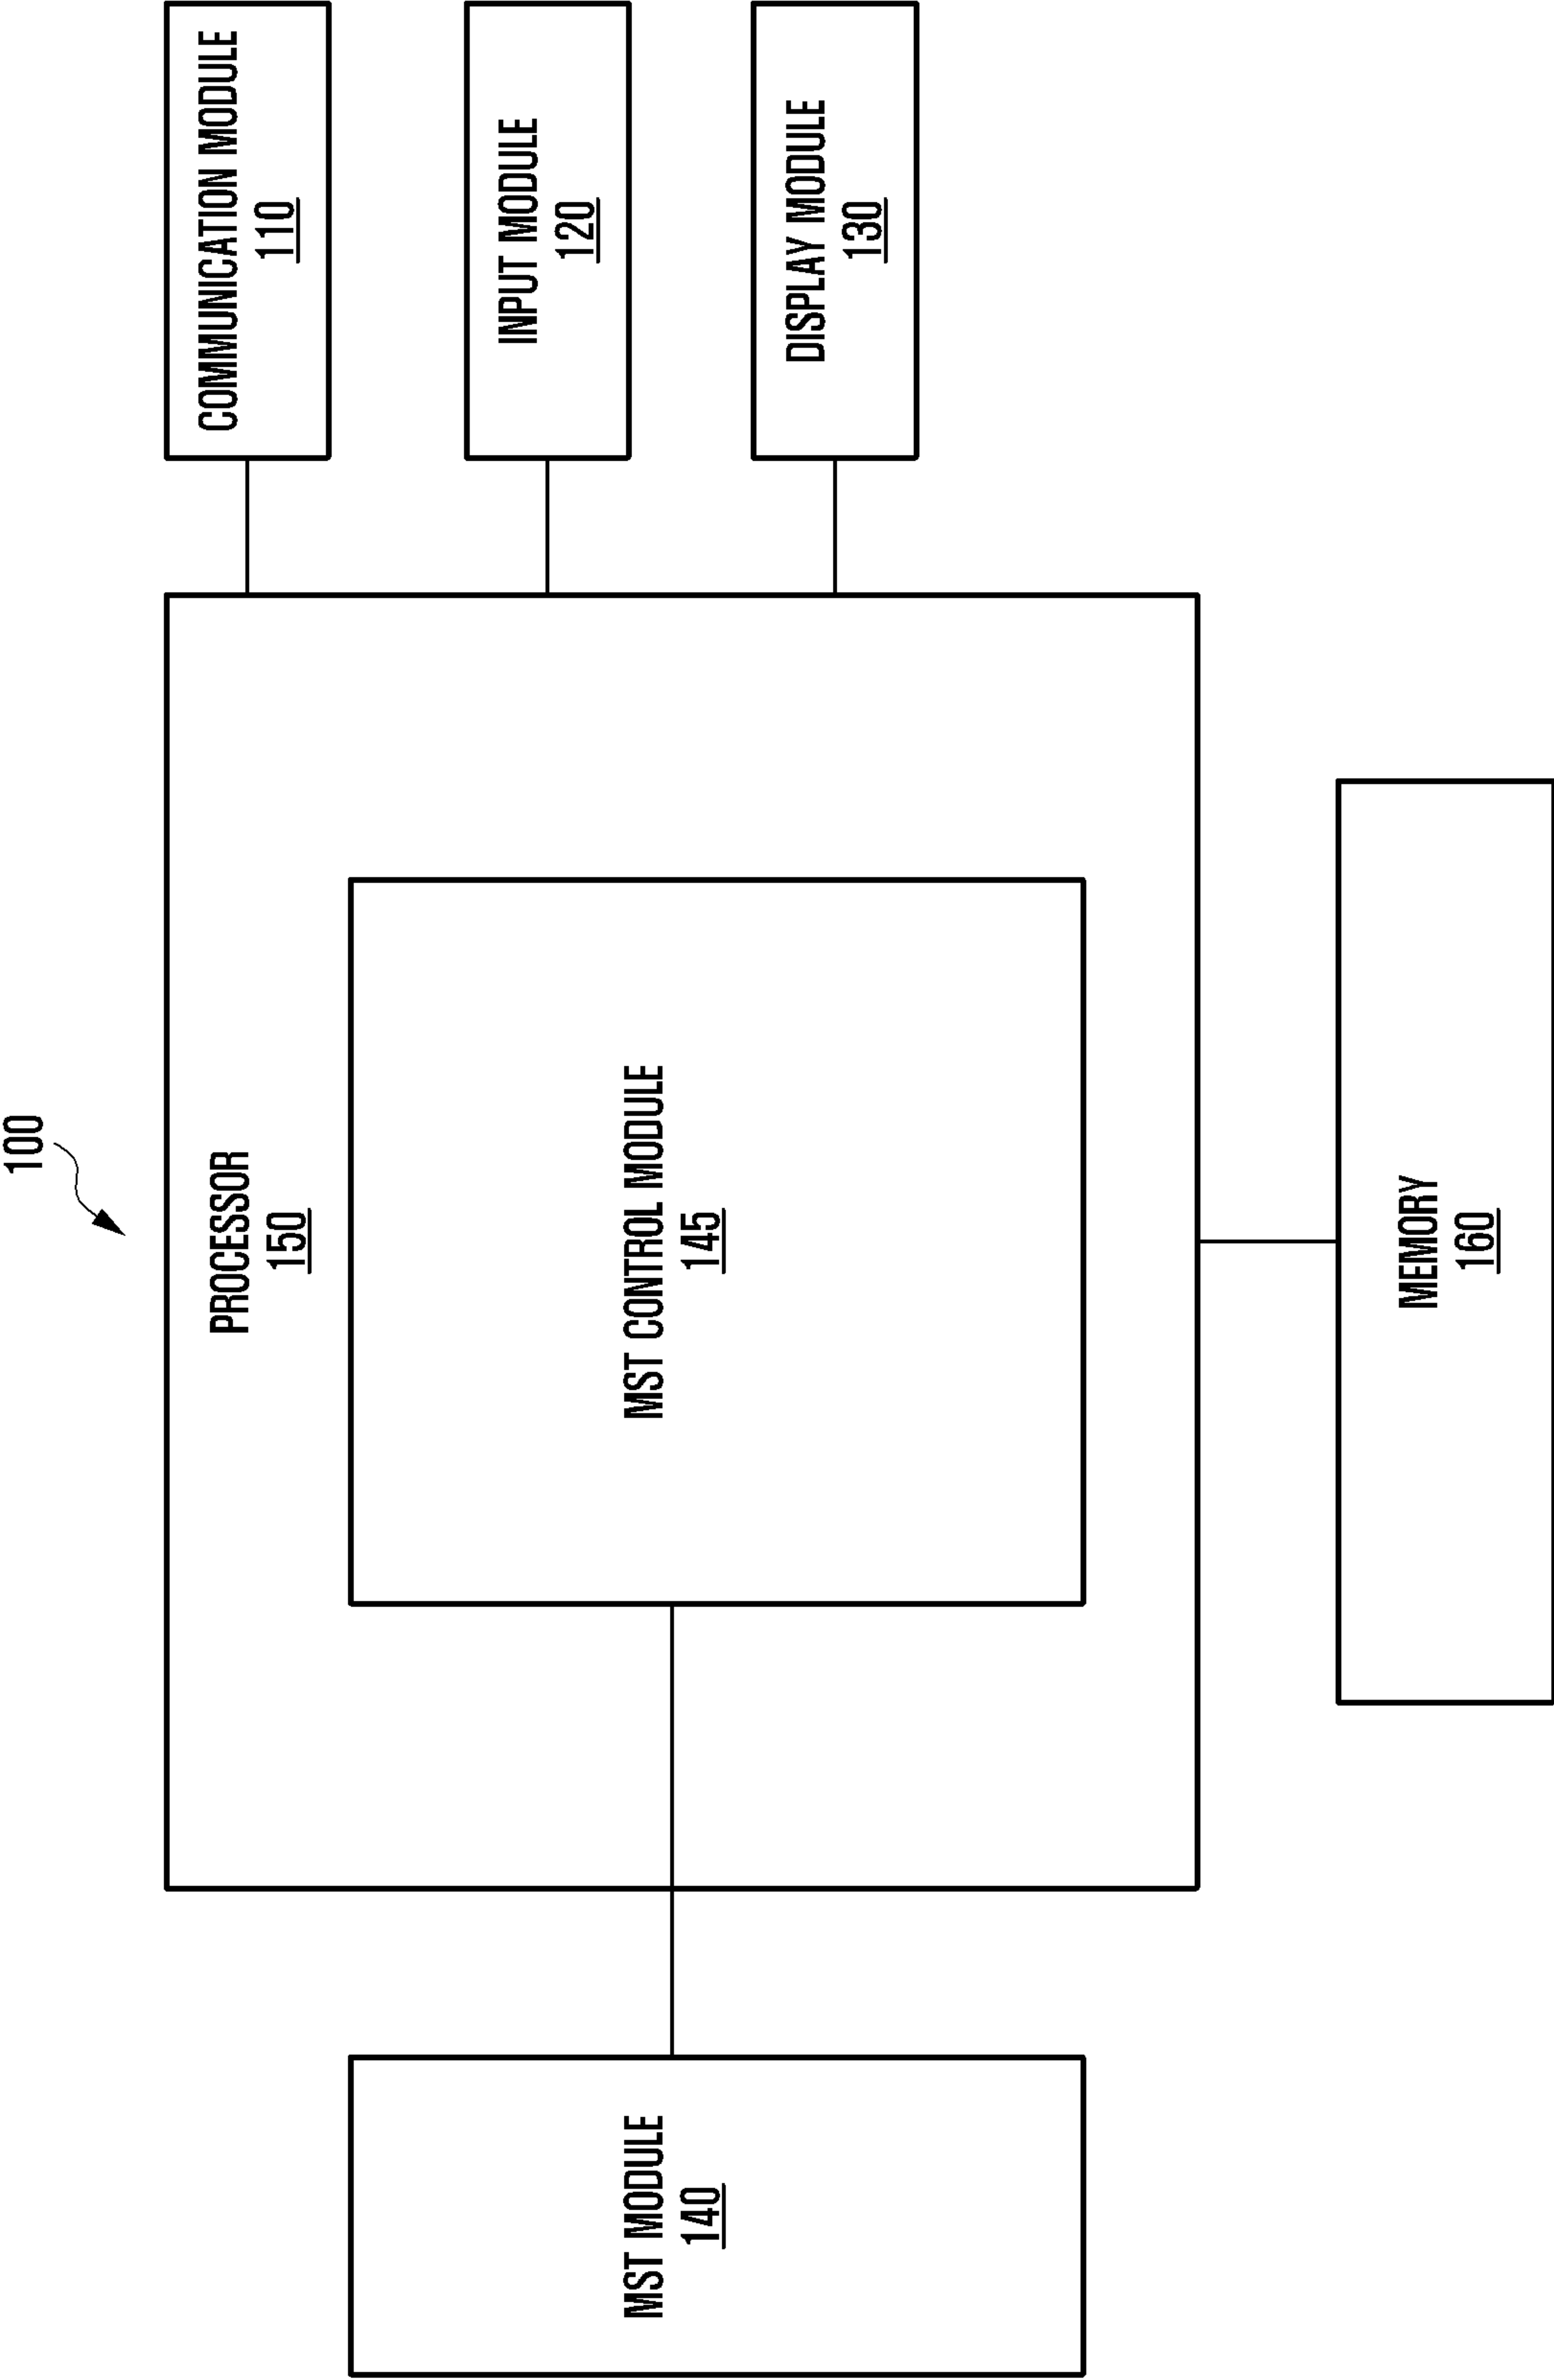 100
MST MODULE
140
PROCESSOR
150
MST CONTROL MODULE
145
COMMUNICATION MODULE
110
INPUT MODULE
120
DISPLAY MODULE
130
MEMORY
160